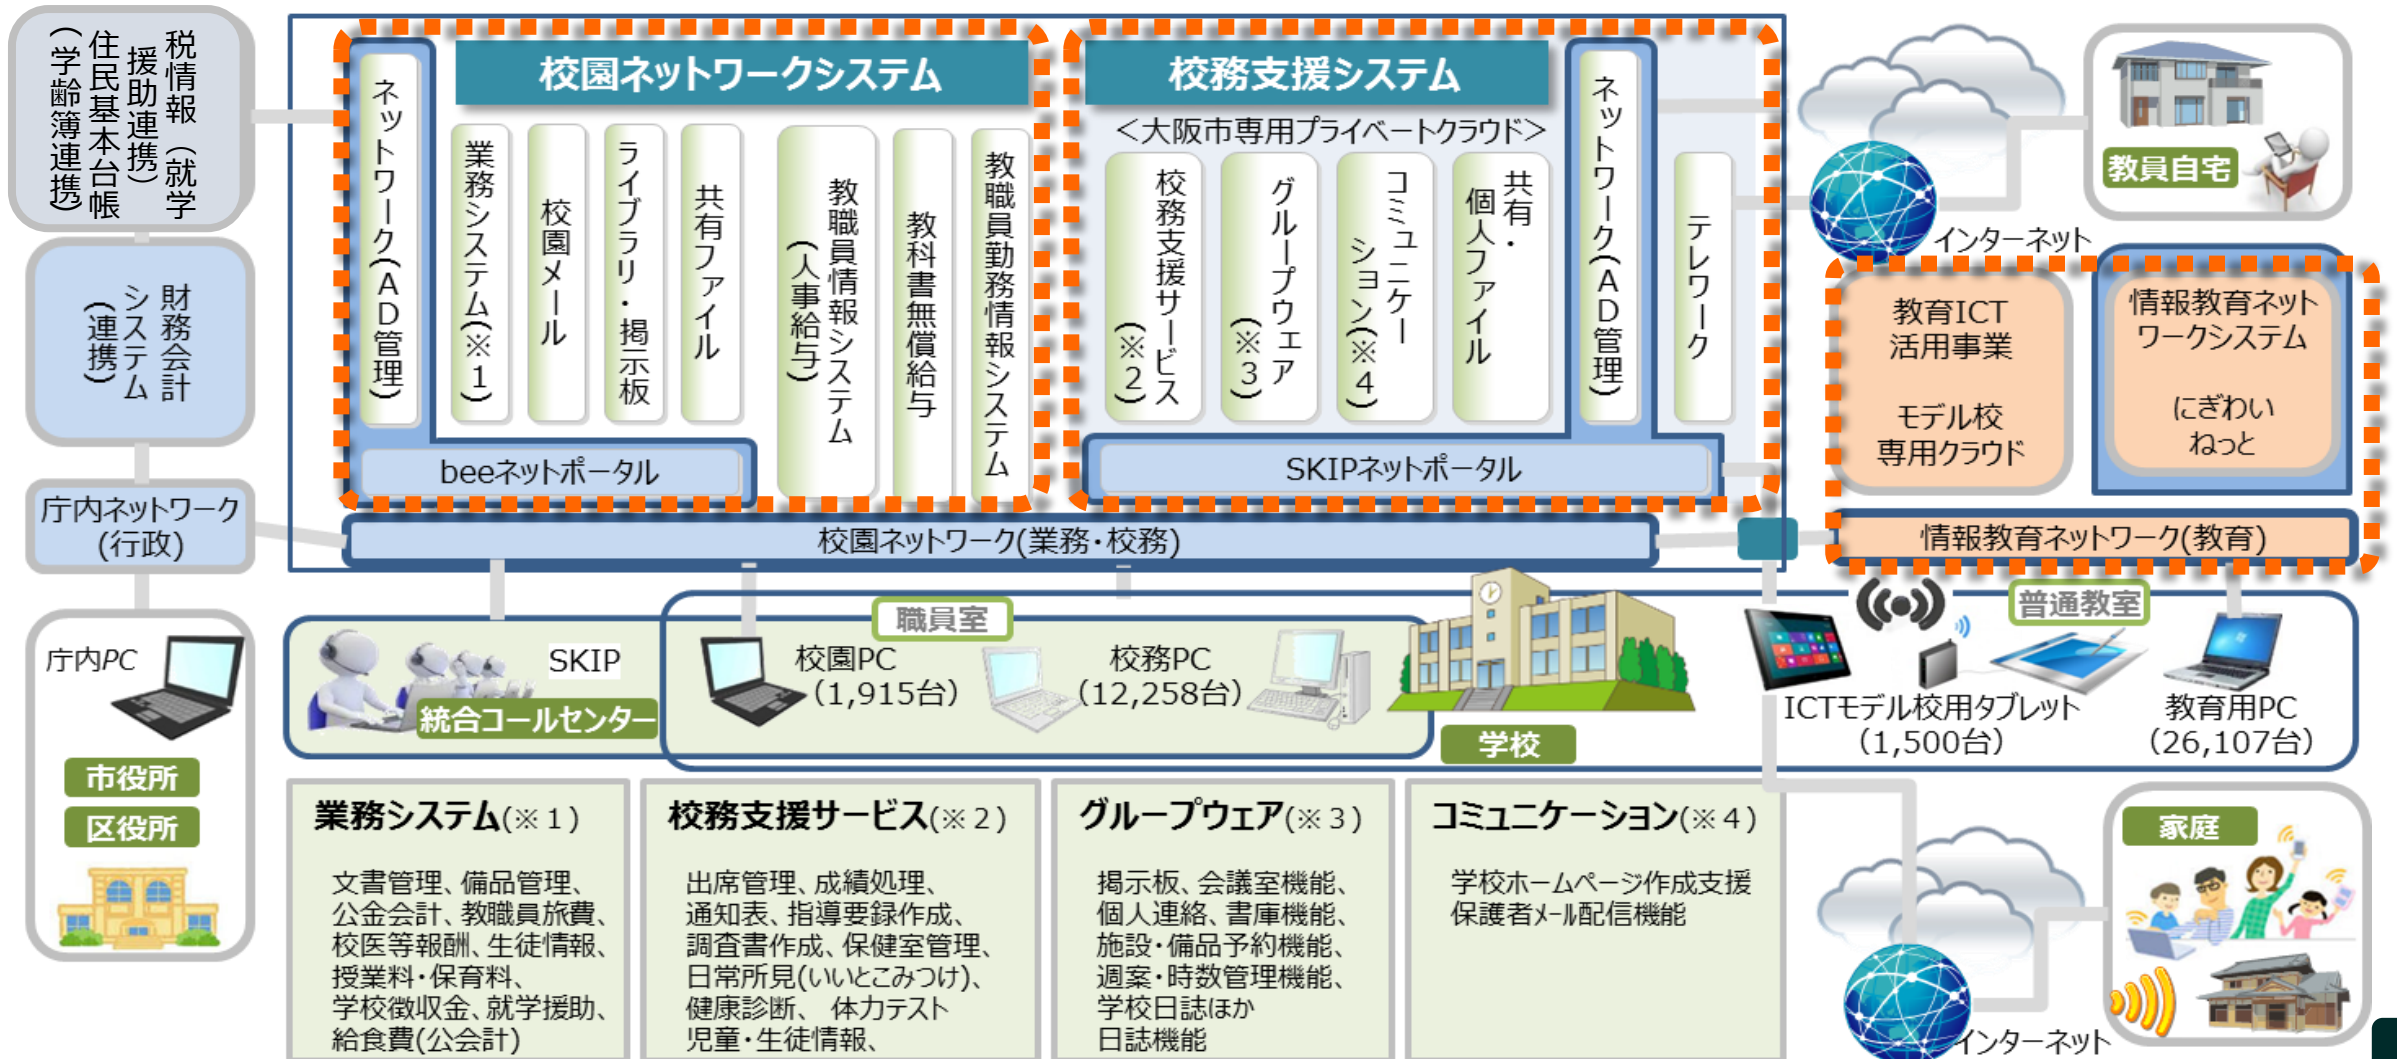 税情報(就学
援助連携)
住民基本台帳
(学齢簿連携)
財務会計
システム
(連携)
庁内ネットワーク
(行政)
庁内PC
市役所
区役所
校園ネットワークシステム
ネットワーク(AD管理)
業務システム(※1)
校園メール
ライブラリ・掲示板
共有ファイル
教職員情報システム
(人事給与)
教科書無償給与
教職員勤務情報システム
beeネットポータル
校務支援システム
<大阪市専用プライベートクラウド>
校務支援サービス
(※2)
グループウェア
(※3)
コミュニケー
ション(※4)
共有・
個人ファイル
ネットワーク(AD管理)
テレワーク
SKIPネットポータル
校園ネットワーク(業務・校務)
教員自宅
インターネット
教育ICT
活用事業
モデル校
専用クラウド
情報教育ネット
ワークシステム
にぎわい
ねっと
情報教育ネットワーク(教育)
SKIP
統合コールセンター
職員室
校園PC
(1,915台)
校務PC
(12,258台)
学校
普通教室
ICTモデル校用タブレット
(1,500台)
教育用PC
(26,107台)
業務システム(※1)
文書管理、備品管理、
公金会計、教職員旅費、
校医等報酬、生徒情報、
授業料・保育料、
学校徴収金、就学援助、
給食費(公会計)
校務支援サービス(※2)
出席管理、成績処理、
通知表、指導要録作成、
調査書作成、保健室管理、
日常所見(いいとこみつけ)、
健康診断、 体力テスト
児童・生徒情報、
グループウェア(※3)
掲示板、会議室機能、
個人連絡、書庫機能、
施設・備品予約機能、
週案・時数管理機能、
学校日誌ほか
日誌機能
コミュニケーション(※4)
学校ホームページ作成支援
保護者メール配信機能
家庭
インターネット